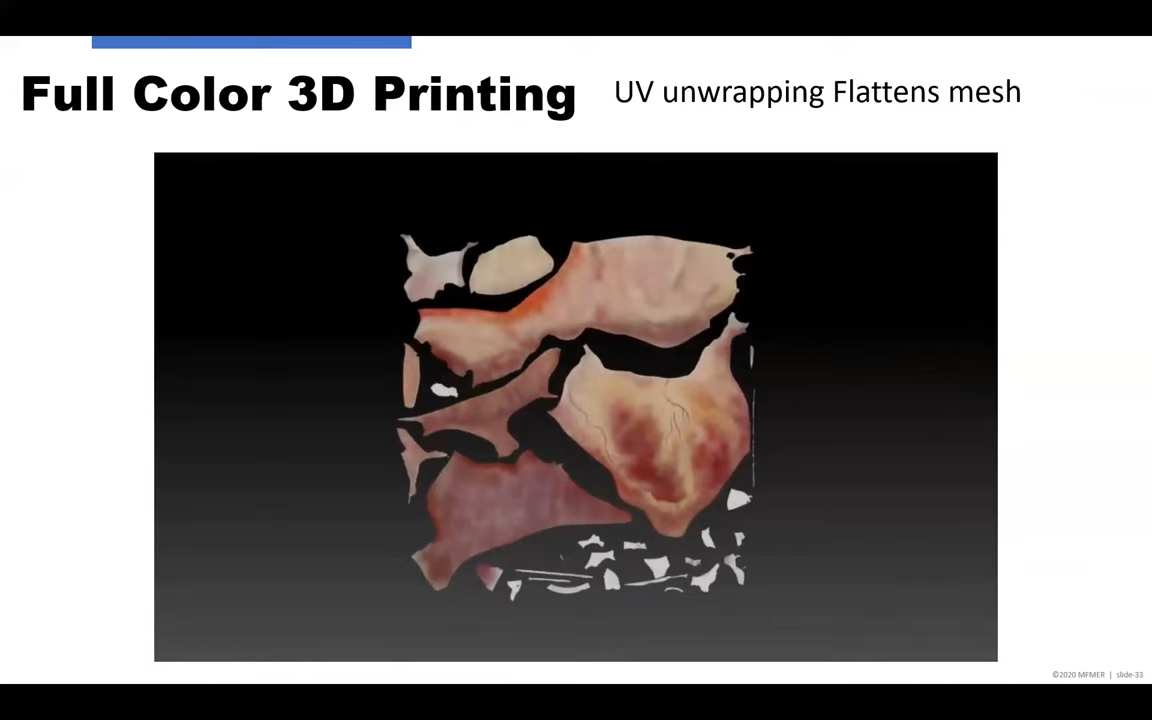 Full Color 3D Printing
UV unwrapping Flattens mesh
©2020 MFMER | slide-33